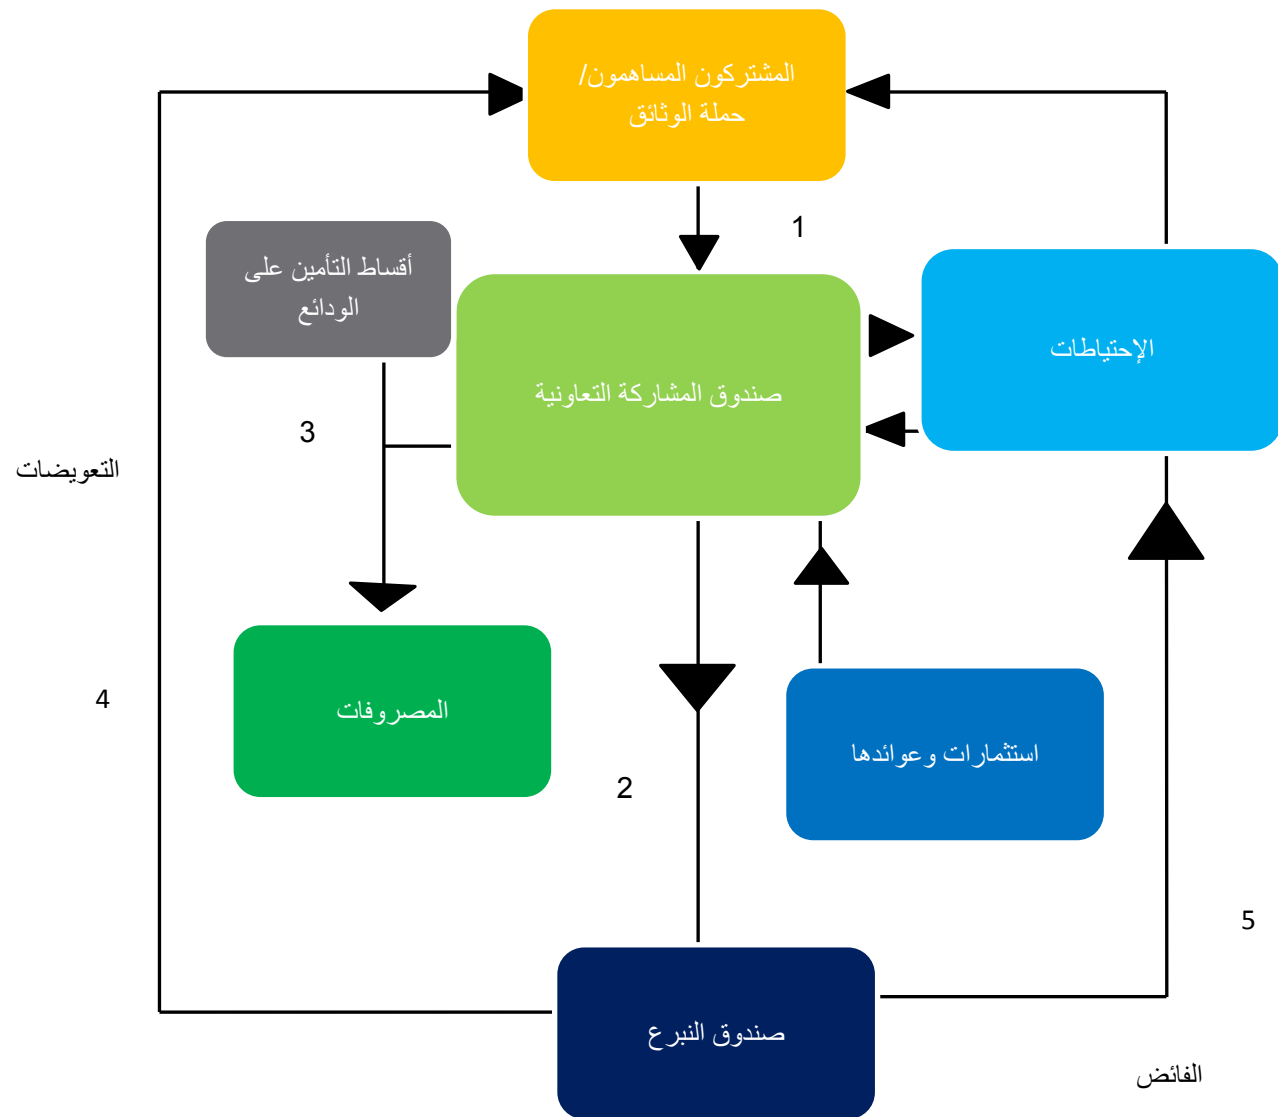 المشتركون المساهمون/
حملة الوثائق
1
أقساط التأمين على
الودائع
الإحتياطات
صندوق المشاركة التعاونية
3
التعويضات
4
المصروفات
استثمارات وعوائدها
2
5
صندوق النبرع
الفائض